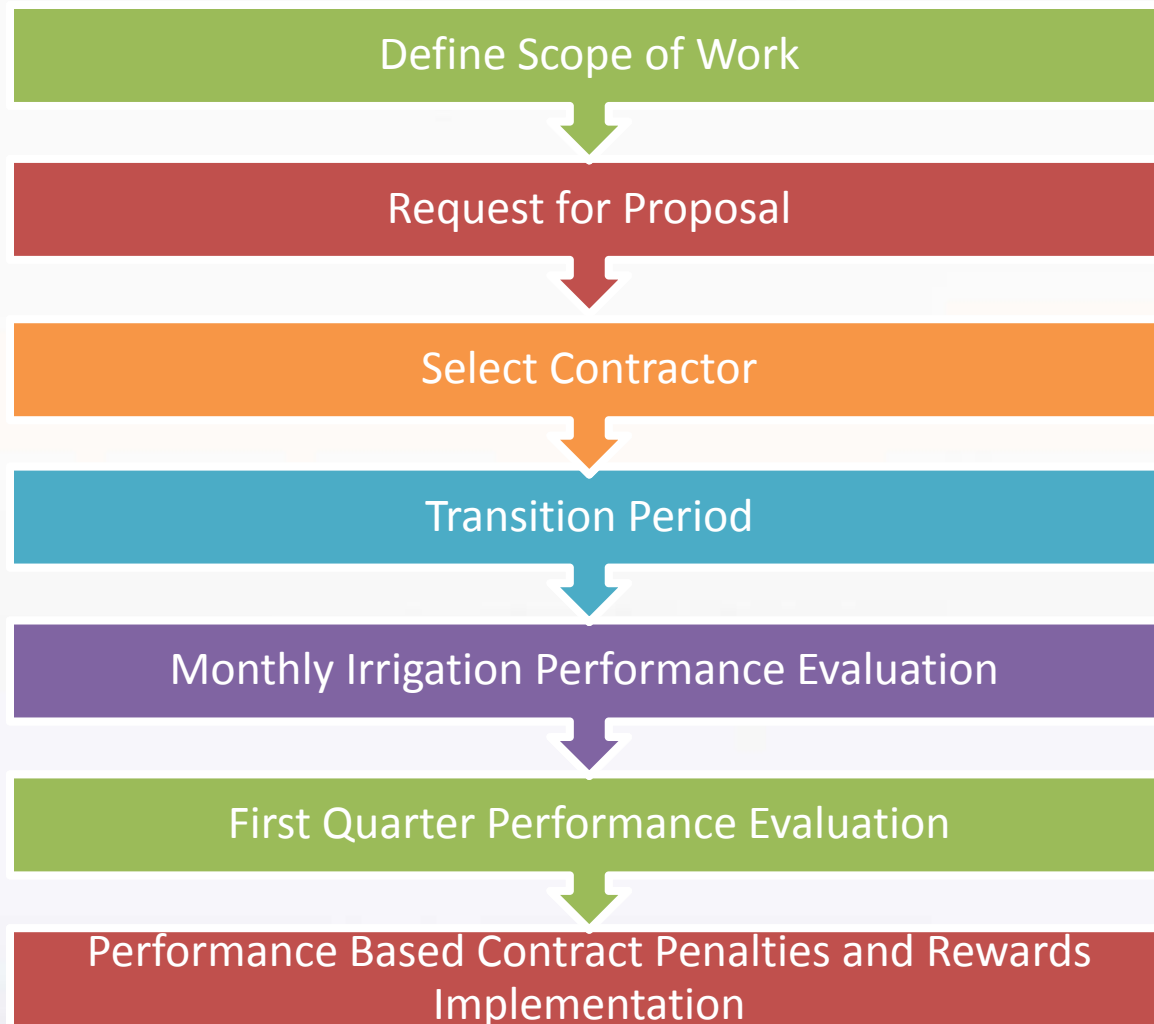 Define Scope of Work
Request for Proposal
Select Contractor
Transition Period
Monthly Irrigation Performance Evaluation
First Quarter Performance Evaluation
Performance Based Contract Penalties and Rewards
Implementation